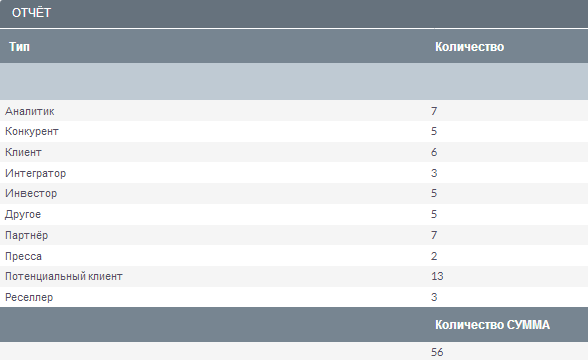 ОТЧЁТ
Тип Количество
Аналитик 7
Конкурент 5
Клиент 6
Интегратор 3
Инвестор 5
Другое 5
Партнёр 7
Пресса 2
Потенциальный клиент 13
Реселлер 3
Количество СУММА
56